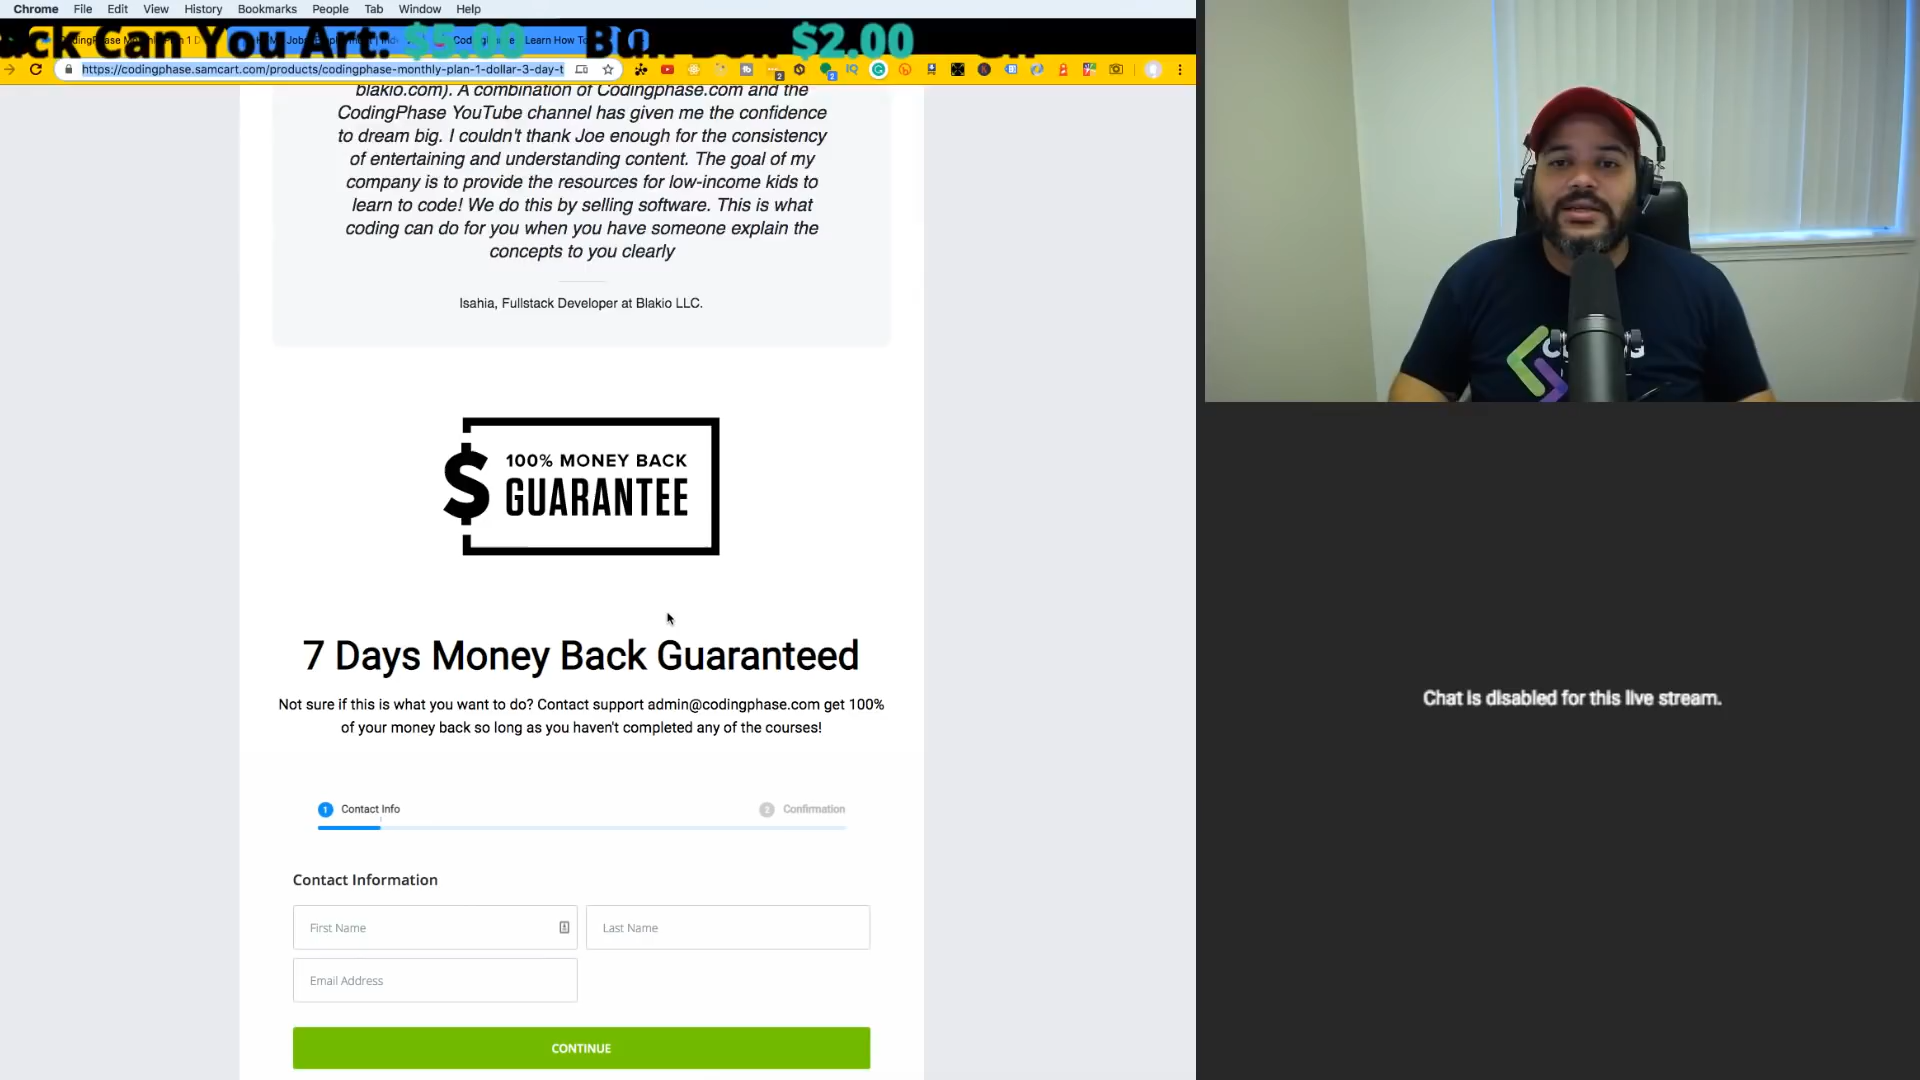 Chrome File Edit View History Bookmarks People Tab Window Help
ack Can You Art: $5.00 $2.00
https://codingphase.samcart.com/products/codingphase-monthly-plan-1-dollar-3-day-t
blakio.com). A combination of Codingphase.com and the
CodingPhase YouTube channel has given me the confidence
to dream big. I couldn't thank Joe enough for the consistency
of entertaining and understanding content. The goal of my
company is to provide the resources for low-income kids to
learn to code! We do this by selling software. This is what
coding can do for you when you have someone explain the
concepts to you clearly
Isahia, Fullstack Developer at Blakio LLC.
$ 100% MONEY BACK
GUARANTEE
7 Days Money Back Guaranteed
Not sure if this is what you want to do? Contact support admin@codingphase.com get 100%
of your money back so long as you haven't completed any of the courses!
1 Contact Info
2 Confirmation
Contact Information
First Name
Last Name
Email Address
CONTINUE
Chat is disabled for this live stream.